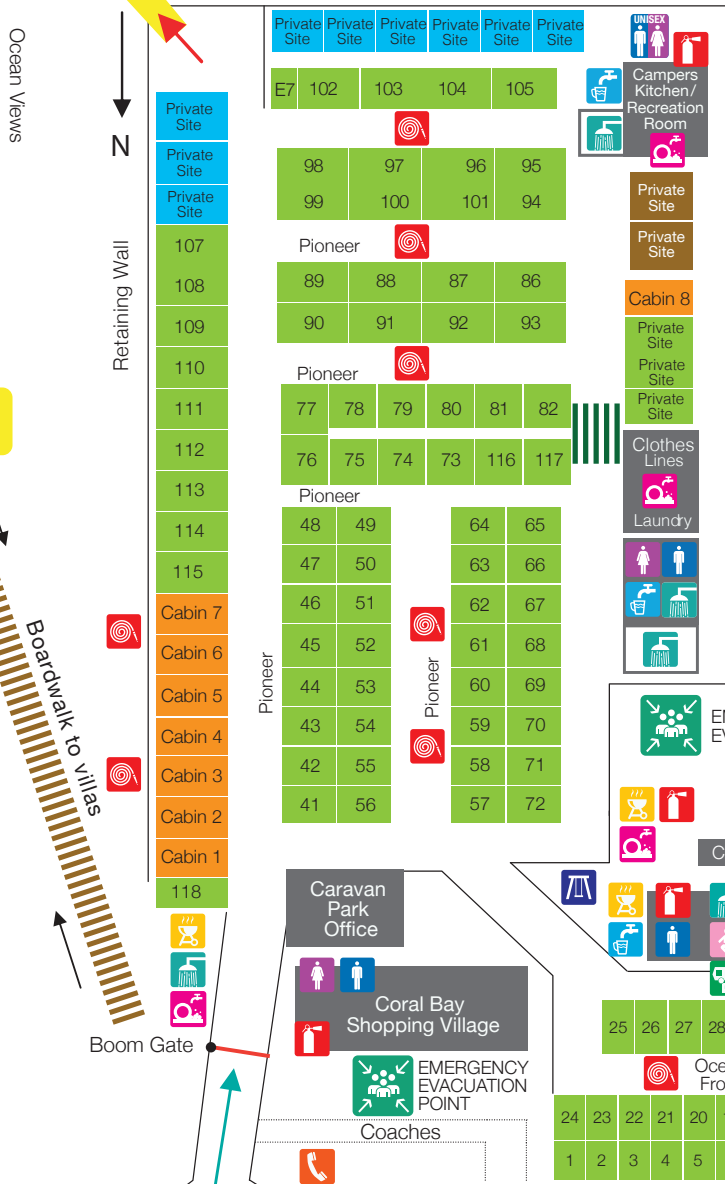 Ocean Views
N
Retaining Wall
Private
Site
Private
Site
Private
Site
107
108
109
110
111
112
113
114
115
Cabin 7
Cabin 6
Cabin 5
Cabin 4
Cabin 3
Cabin 2
Cabin 1
118
Boardwalk to villas
Boom Gate
Private Private Private Private Private Private
Site Site Site Site Site Site
E7 102 103 104 105
98 97 96 95
99 100 101 94
Pioneer
89 88 87 86
90 91 92 93
Pioneer
77 78 79 80 81 82
76 75 74 73 116 117
Pioneer
48 49 64 65
47 50 63 66
46 51 62 67
45 52 61 68
44 53 60 69
43 54 59 70
42 55 58 71
41 56 57 72
Pioneer
Pioneer
UNISEX
Campers
Kitchen/
Recreation
Room
Private
Site
Private
Site
Cabin 8
Private
Site
Private
Site
Private
Site
Clothes
Lines
Laundry
Caravan
Park
Office
Coral Bay
Shopping Village
EMERGENCY
EVACUATION
POINT
Coaches
25 26 27 28
24 23 22 21 20
1 2 3 4 5